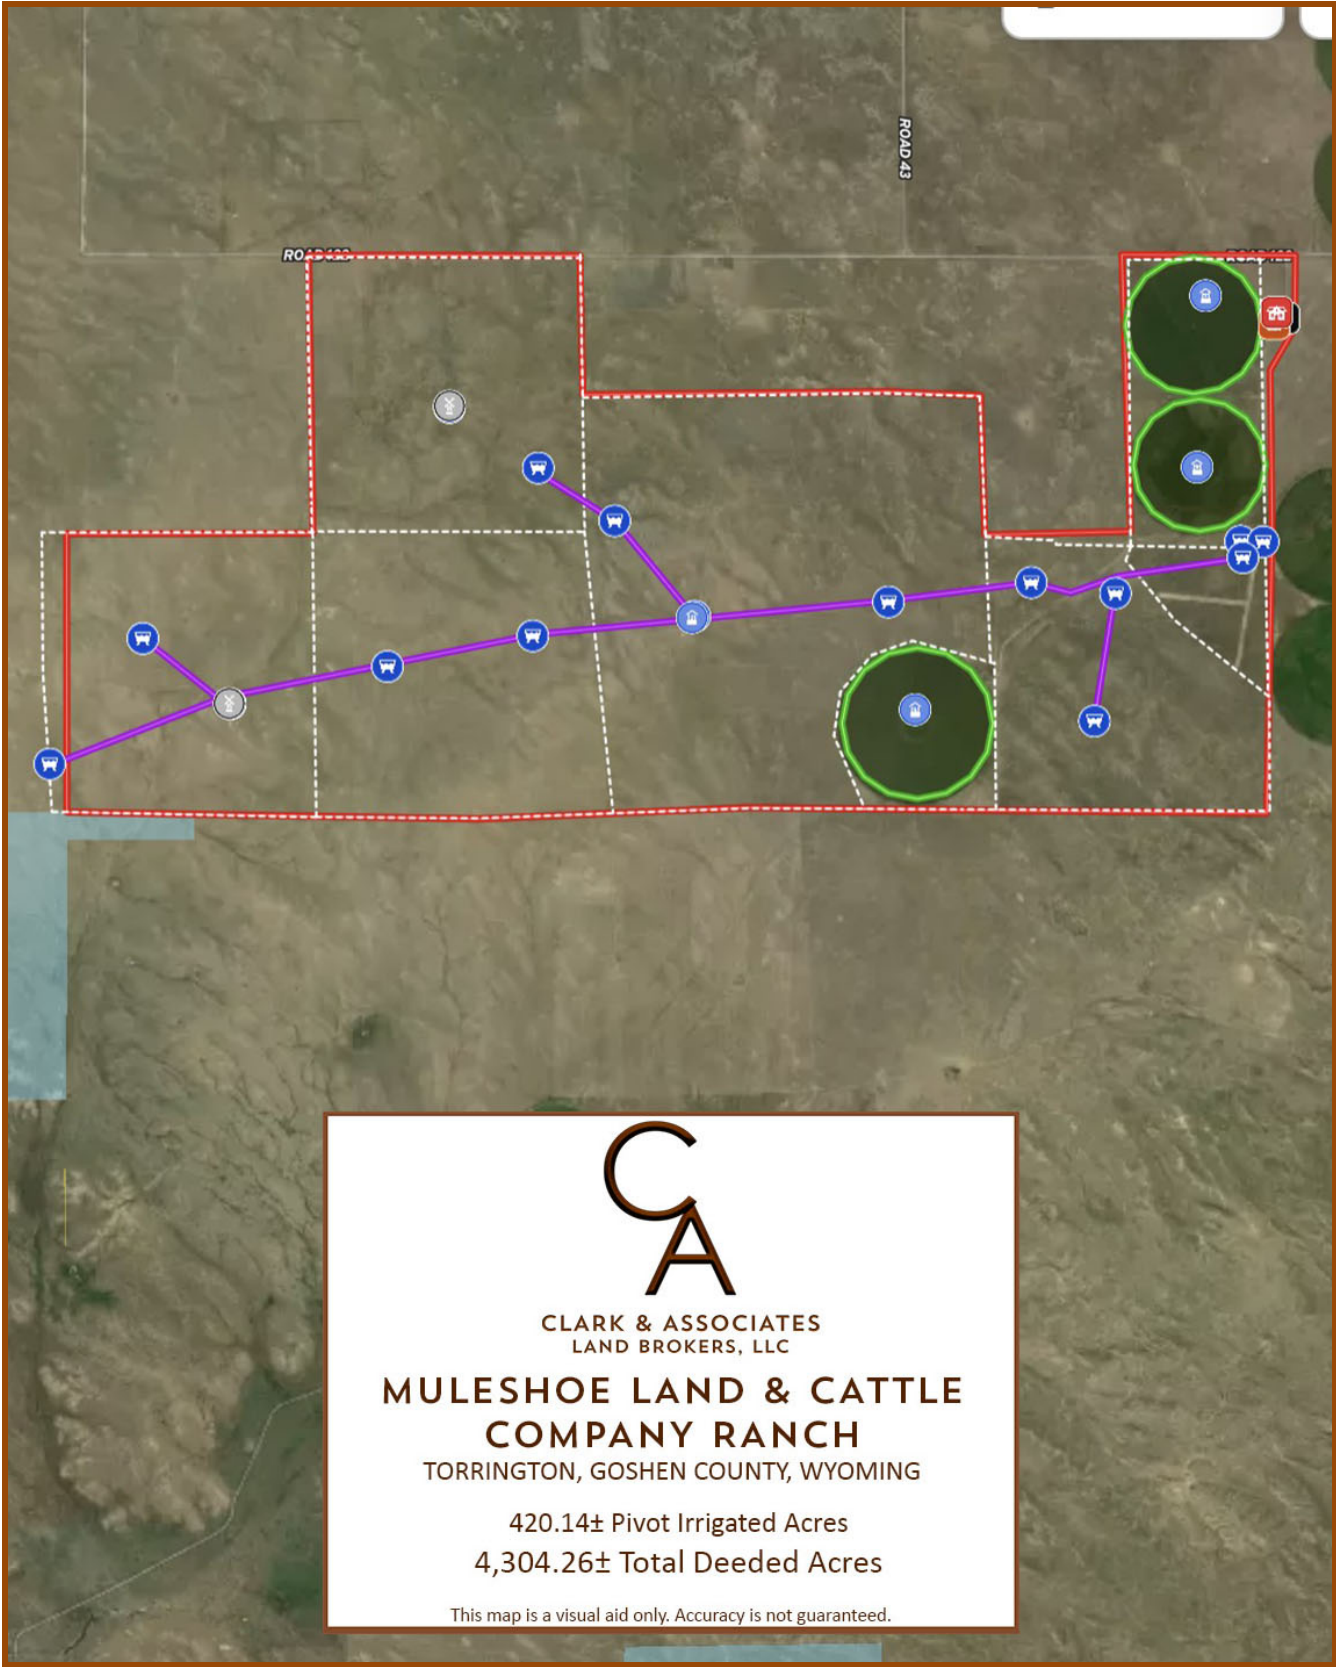 ROAD 43
CA
CLARK & ASSOCIATES
LAND BROKERS, LLC
MULESHOE LAND & CATTLE
COMPANY RANCH
TORRINGTON, GOSHEN COUNTY, WYOMING
420.14± Pivot Irrigated Acres
4,304.26± Total Deeded Acres
This map is a visual aid only. Accuracy is not guaranteed.